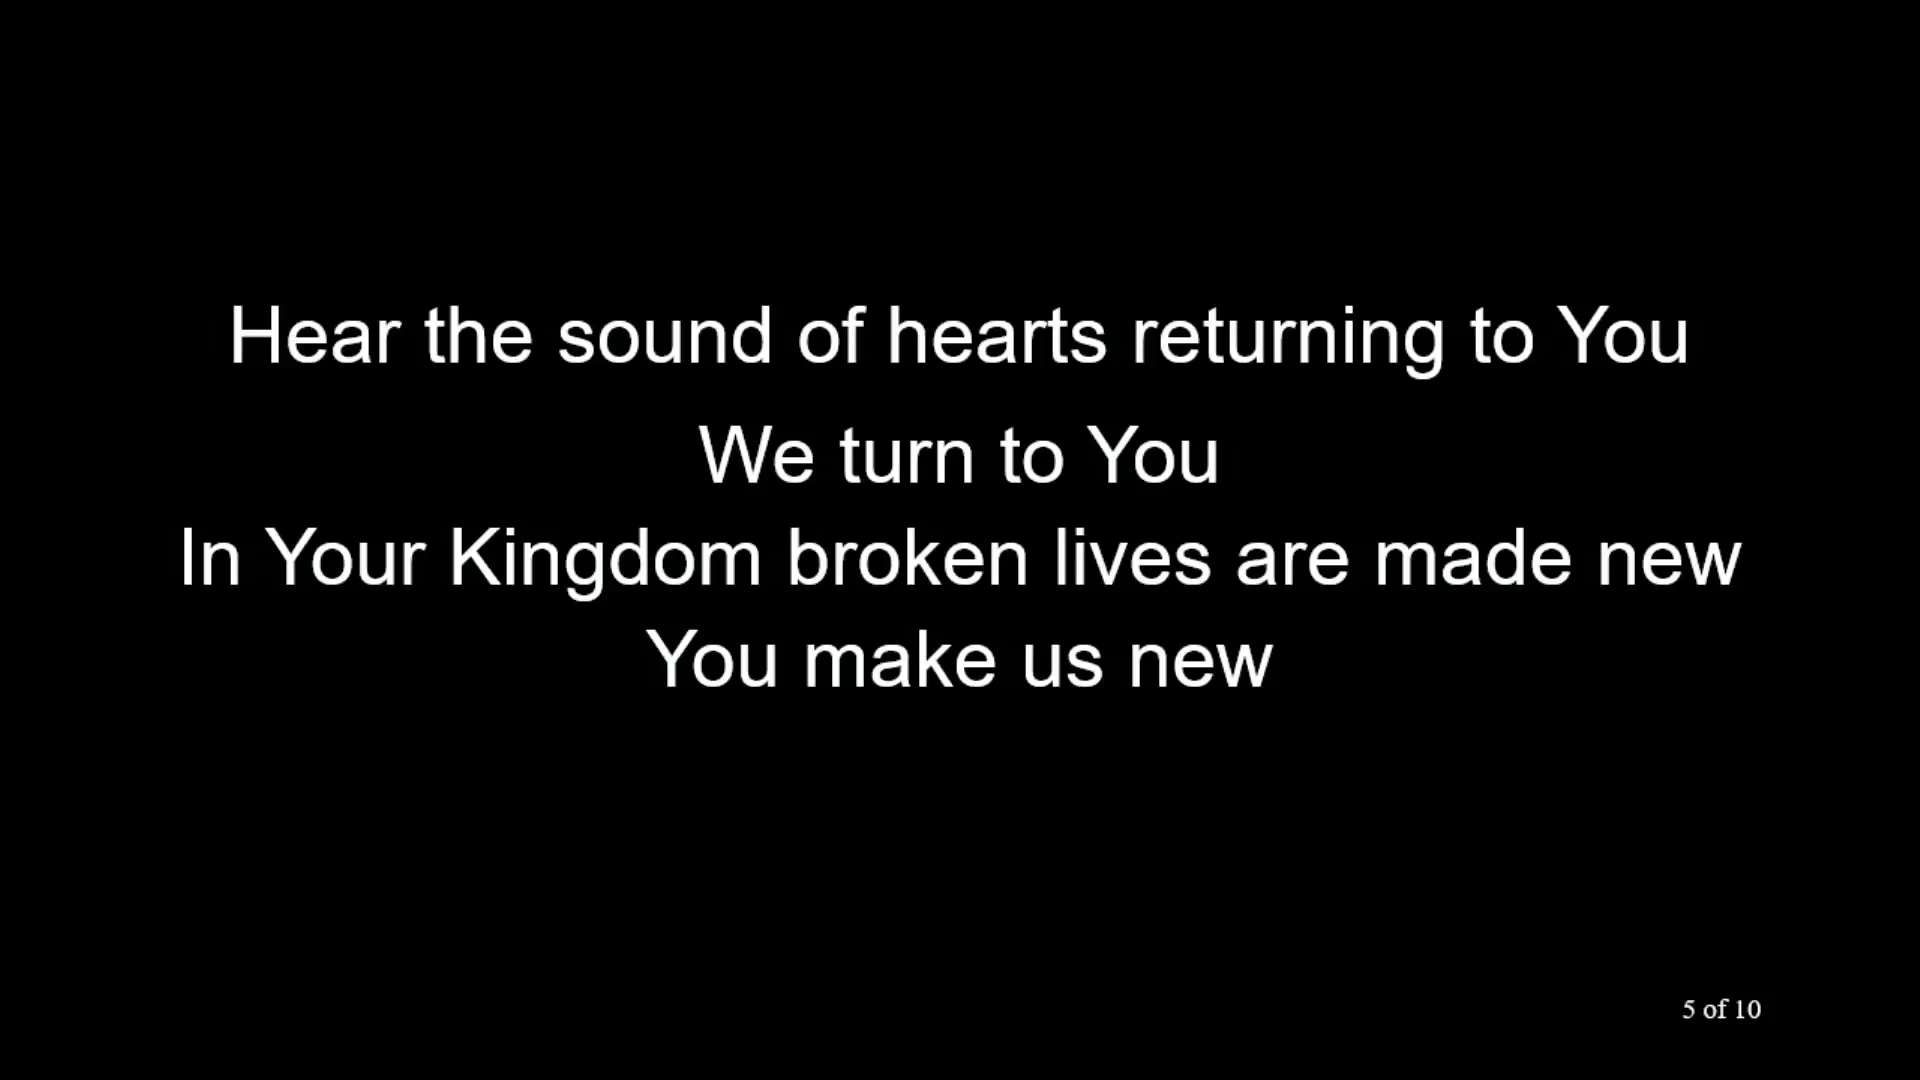 Hear the sound of hearts returning to You
We turn to You
In Your Kingdom broken lives are made new
You make us new
5 of 10